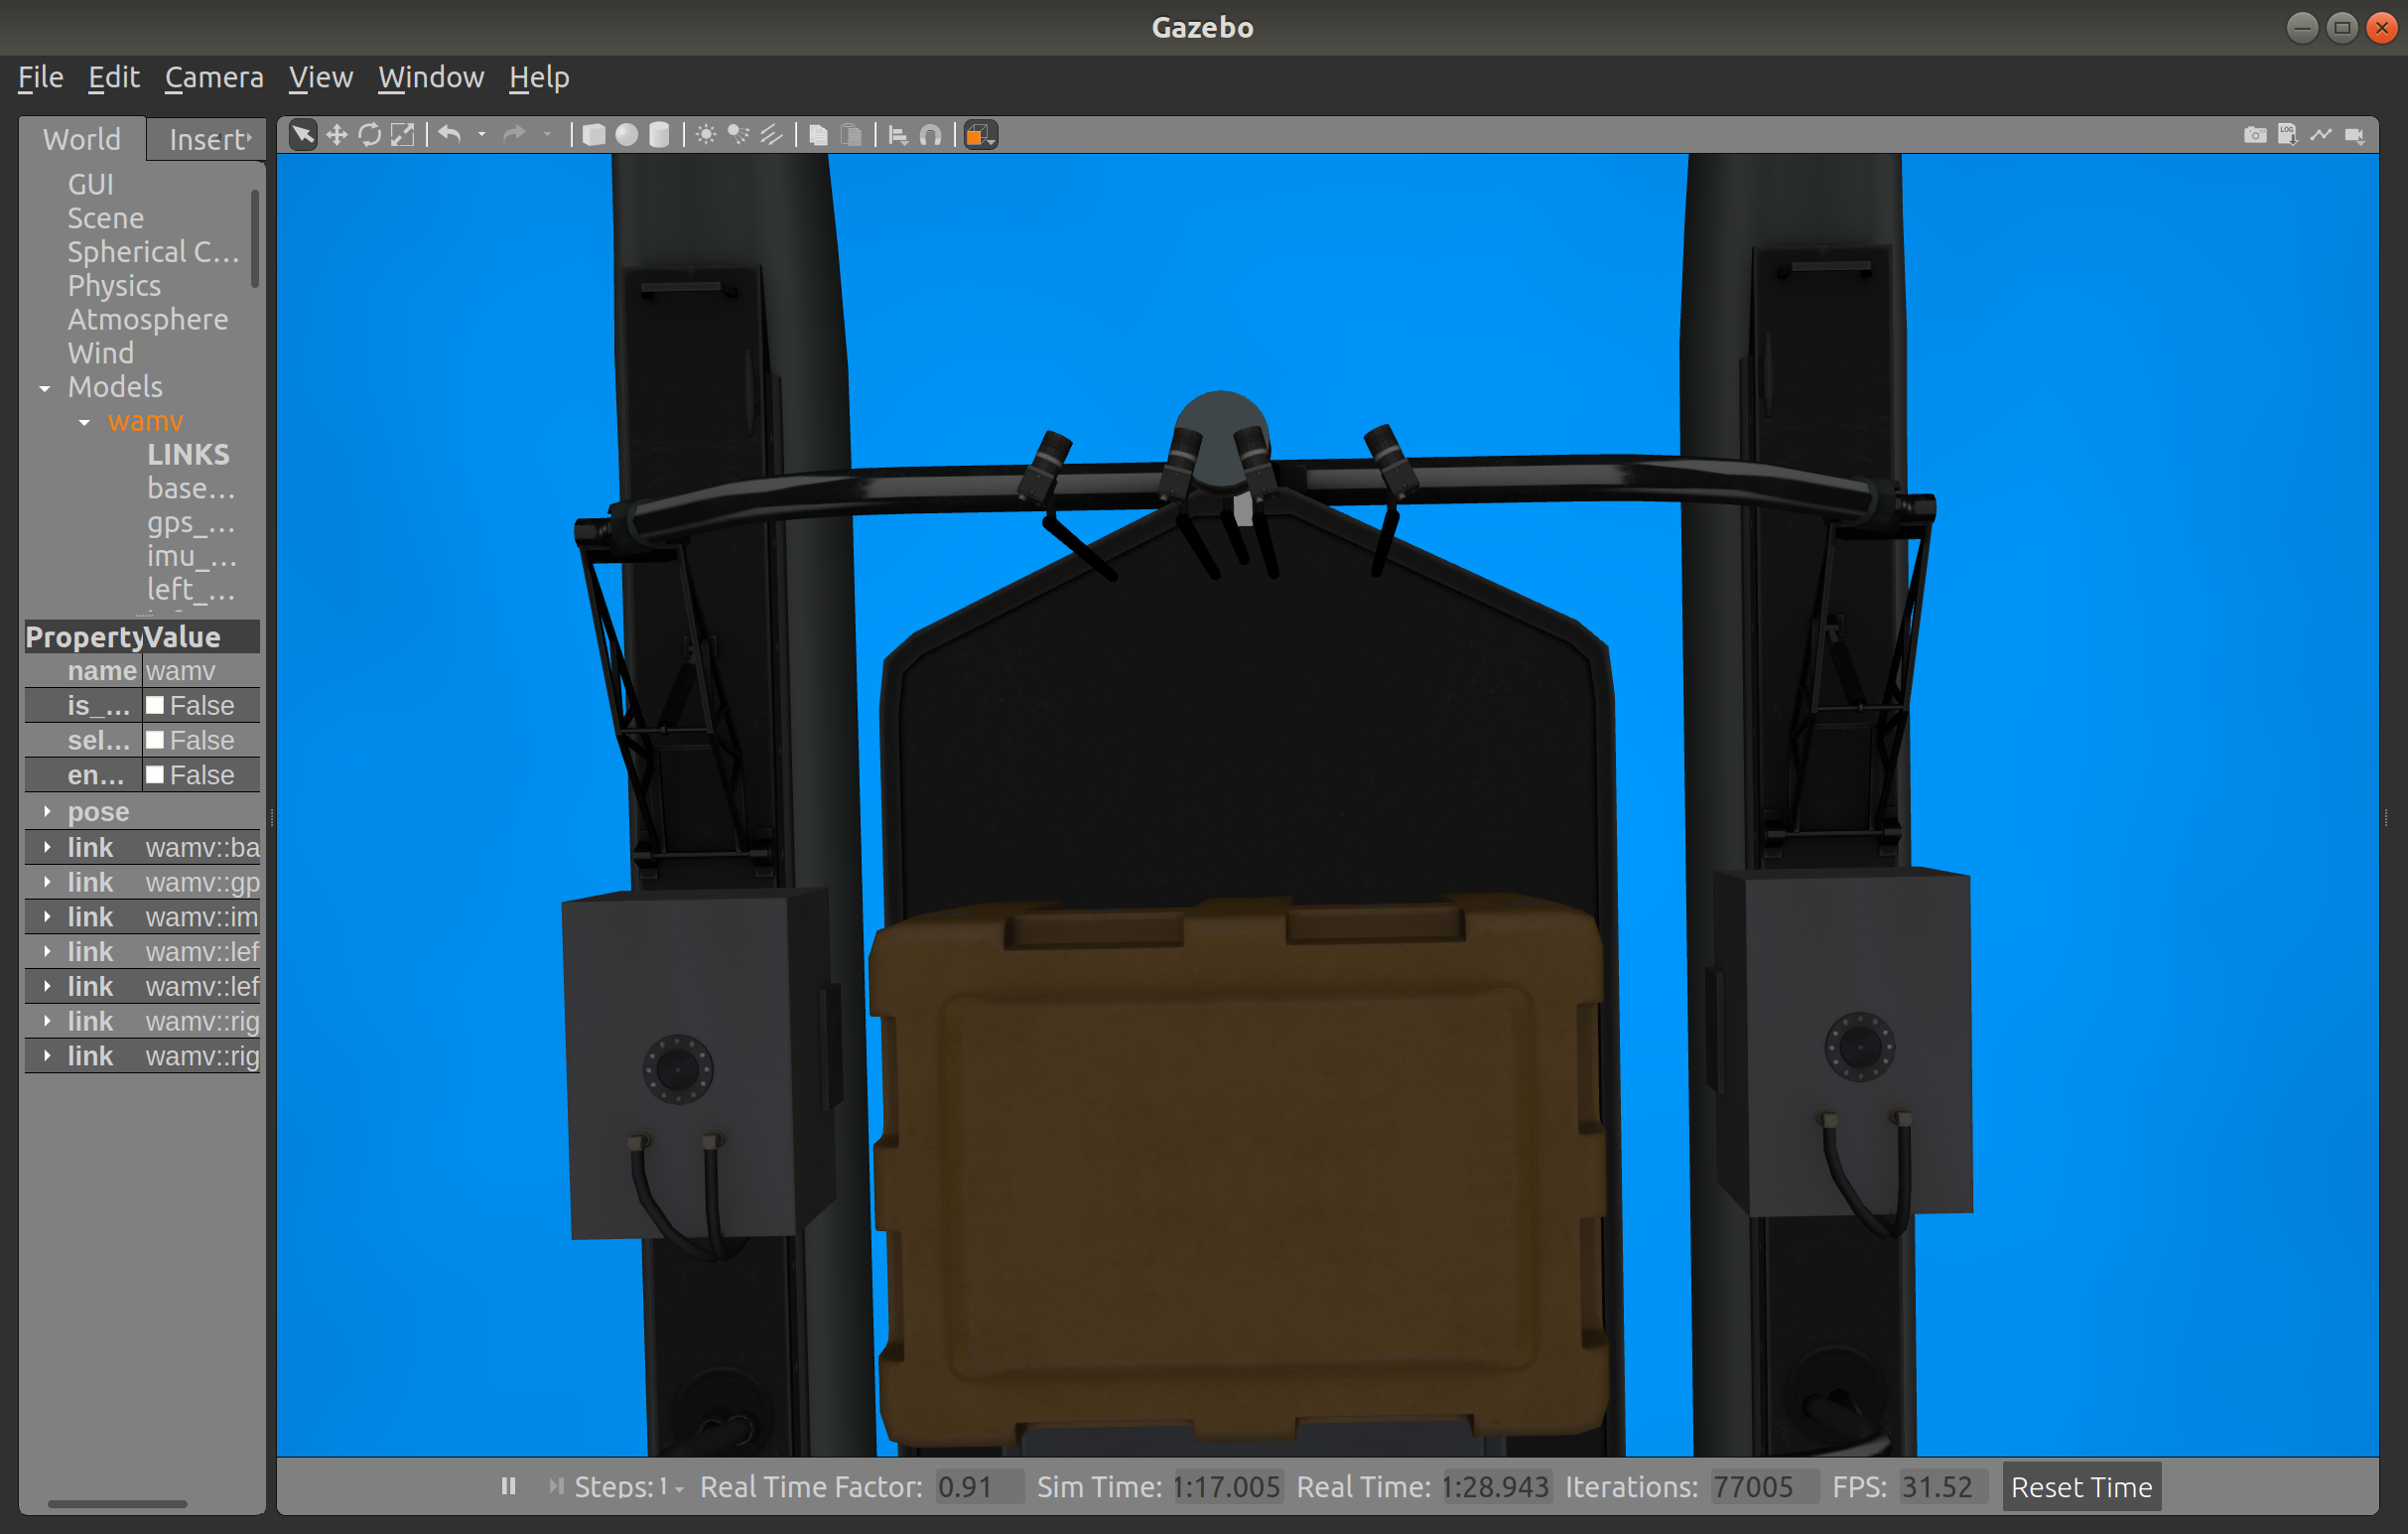 Gazebo
File Edit Camera View Window Help
World Insert
GUI
Scene
Spherical C...
Physics
Atmosphere
Wind
Models
wamv
LINKS
base...
gps_...
imu_...
left_...
Property Value
name wamv
is_... False
sel... False
en... False
pose
link wamv::ba
link wamv::gp
link wamv::im
link wamv::lef
link wamv::lef
link wamv::rig
link wamv::rig
LOG
Steps: 1 Real Time Factor: 0.91 Sim Time: 1:17.005 Real Time: 1:28.943 Iterations: 77005 FPS: 31.52 Reset Time